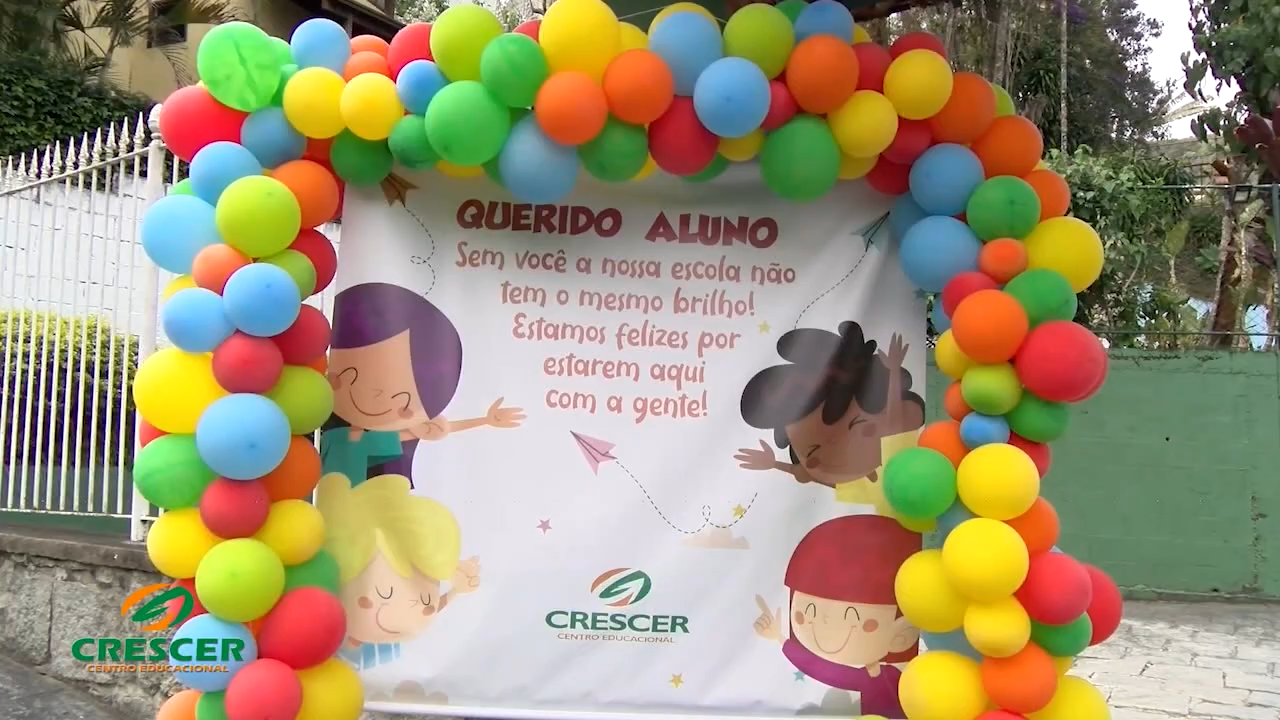 QUERIDO ALUNO
Sem você a nossa escola não
tem o mesmo brilho!
Estamos felizes por
estarem aqui
com a gente!
CRESCER
CENTRO EDUCACIONAL
CRESCER
CENTRO EDUCACIONAL